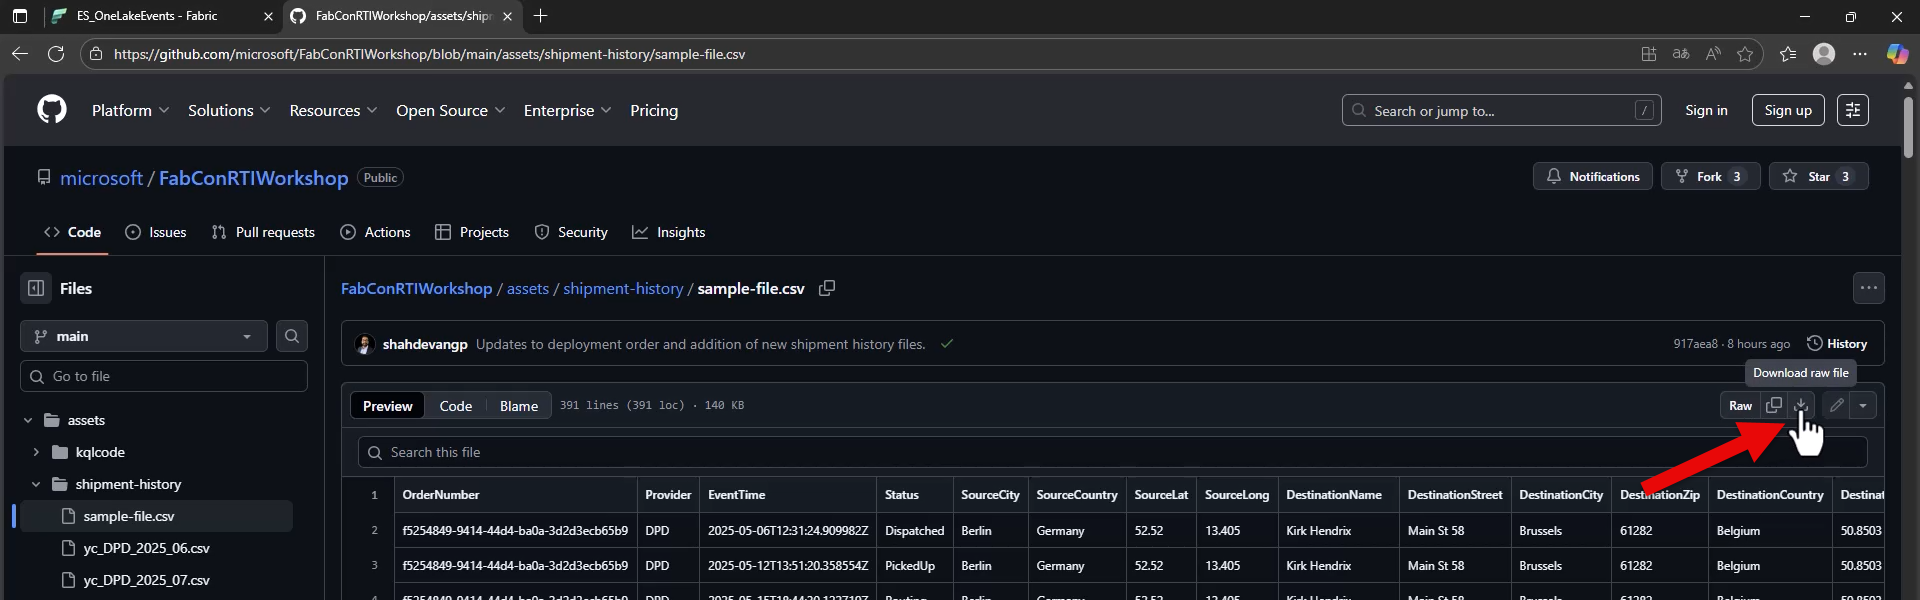 ES_OneLakeEvents - Fabric
FabConRTIWorkshop/assets/ship
https://github.com/microsoft/FabConRTIWorkshop/blob/main/assets/shipment-history/sample-file.csv
Platform Solutions Resources Open Source Enterprise Pricing
Search or jump to... /
Sign in
Sign up
microsoft / FabConRTIWorkshop Public
Notifications
Fork 3
Star 3
Code Issues Pull requests Actions Projects Security Insights
Files
FabConRTIWorkshop / assets / shipment-history / sample-file.csv
main
shahdevangp Updates to deployment order and addition of new shipment history files.
917aea8 · 8 hours ago History
Go to file
Download raw file
Preview Code Blame 391 lines (391 loc) · 140 KB
Raw
assets
kqlcode
shipment-history
sample-file.csv
yc_DPD_2025_06.csv
yc_DPD_2025_07.csv
Search this file
1 OrderNumber Provider EventTime Status SourceCity SourceCountry SourceLat SourceLong DestinationName DestinationStreet DestinationCity DestinationZip DestinationCountry Destinat
2 f5254849-9414-44d4-ba0a-3d2d3ecb65b9 DPD 2025-05-06T12:31:24.909982Z Dispatched Berlin Germany 52.52 13.405 Kirk Hendrix Main St 58 Brussels 61282 Belgium 50.8503
3 f5254849-9414-44d4-ba0a-3d2d3ecb65b9 DPD 2025-05-12T13:51:20.358554Z PickedUp Berlin Germany 52.52 13.405 Kirk Hendrix Main St 58 Brussels 61282 Belgium 50.8503